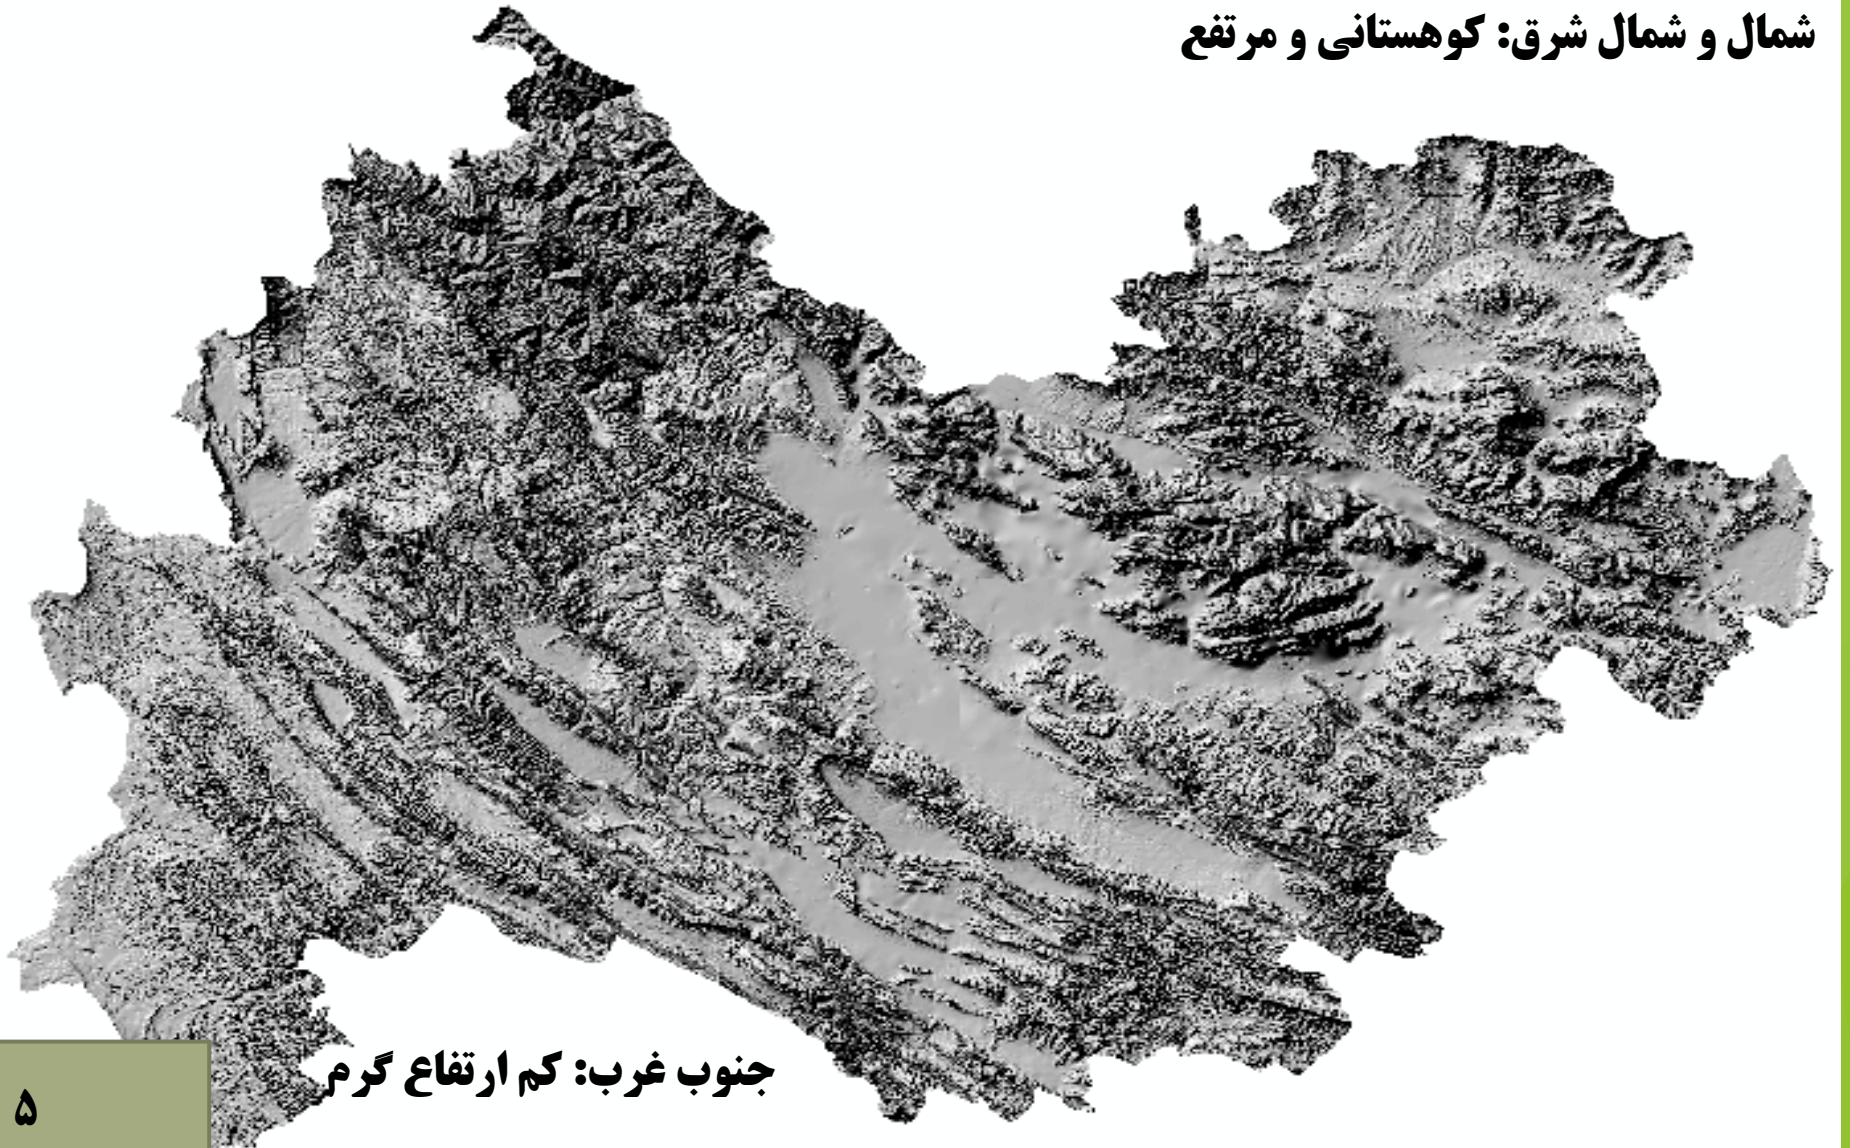 شمال و شمال شرق: کوهستانی و مرتفع
جنوب غرب: کم ارتفاع گرم
۵